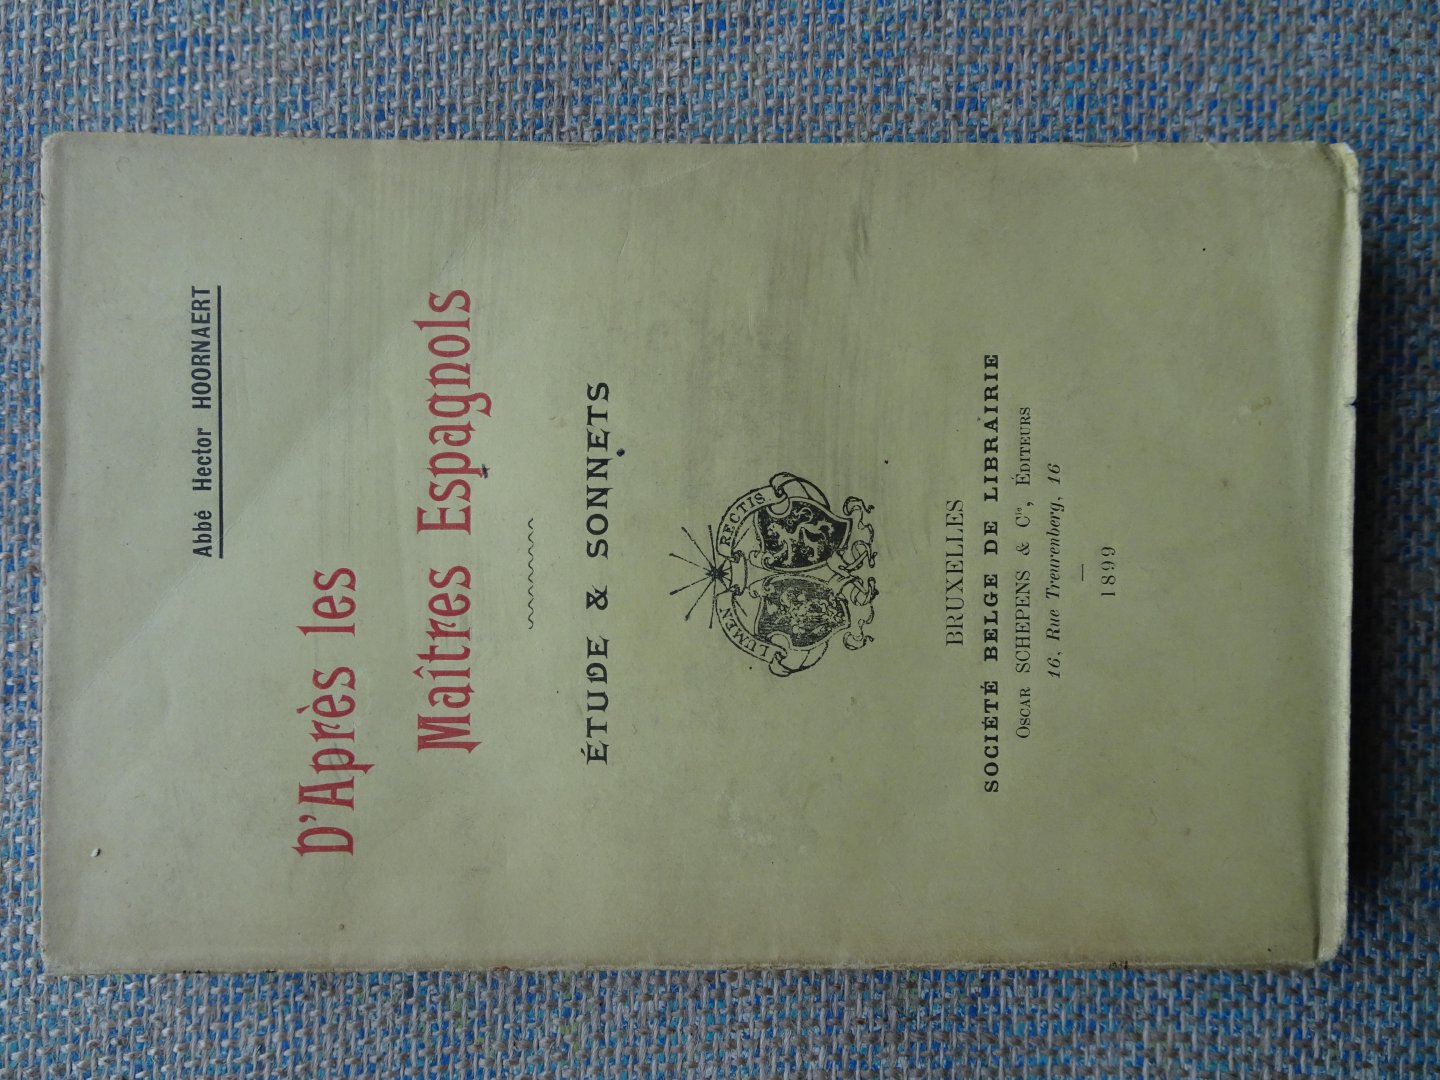 Abbé Hector HOORNAERT
D'Après les
Maîtres Espagnols
ÉTUDE & SONNETS
LUMEN RECTIS
BRUXELLES
SOCIÉTÉ BELGE DE LIBRAIRIE
OSCAR SCHEPENS & Cie, ÉDITEURS
16, Rue Treurenberg, 16
1899